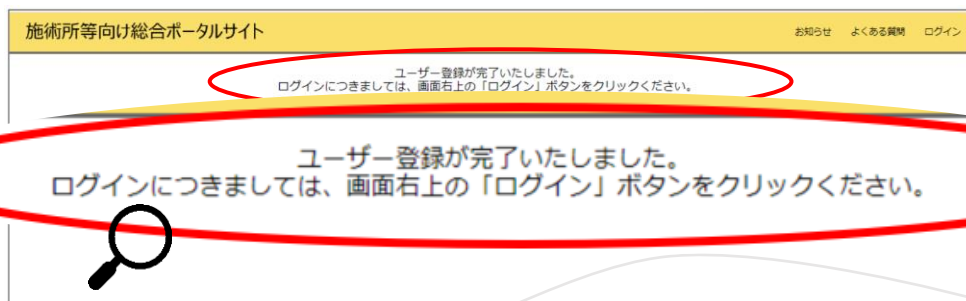 施術所等向け総合ポータルサイト
お知らせ よくある質問 ログイン
ユーザー登録が完了いたしました。
ログインにつきましては、画面右上の「ログイン」ボタンをクリックください。
ユーザー登録が完了いたしました。
ログインにつきましては、画面右上の「ログイン」ボタンをクリックください。